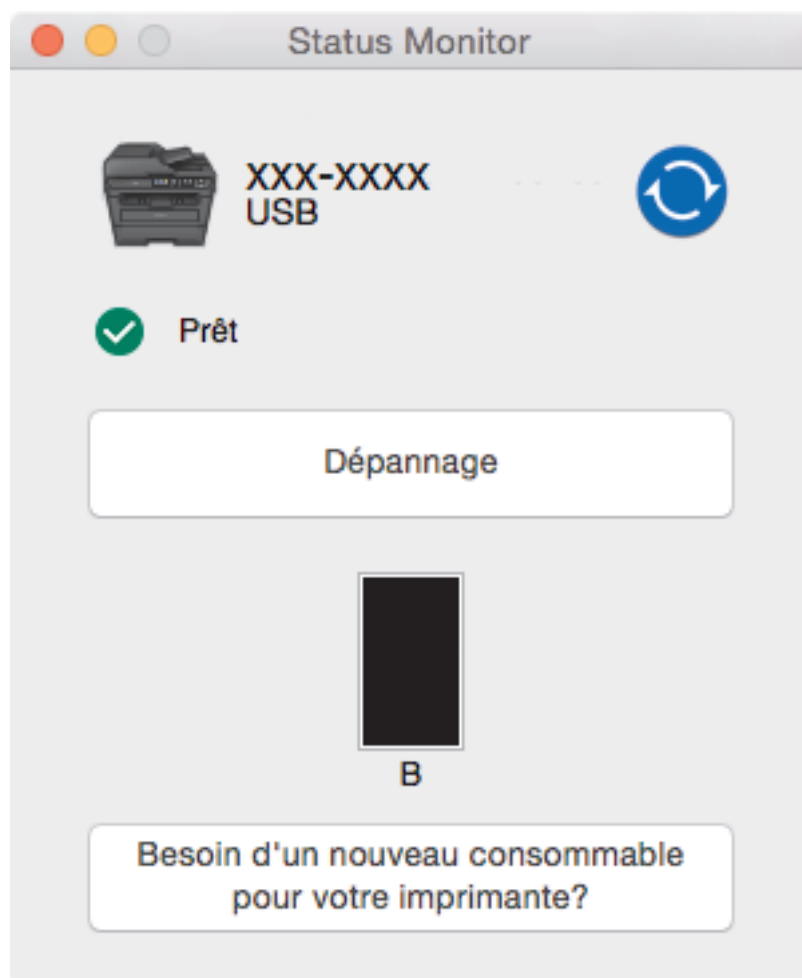 Status Monitor
XXX-XXXX
USB
Prêt
Dépannage
B
Besoin d'un nouveau consommable
pour votre imprimante?